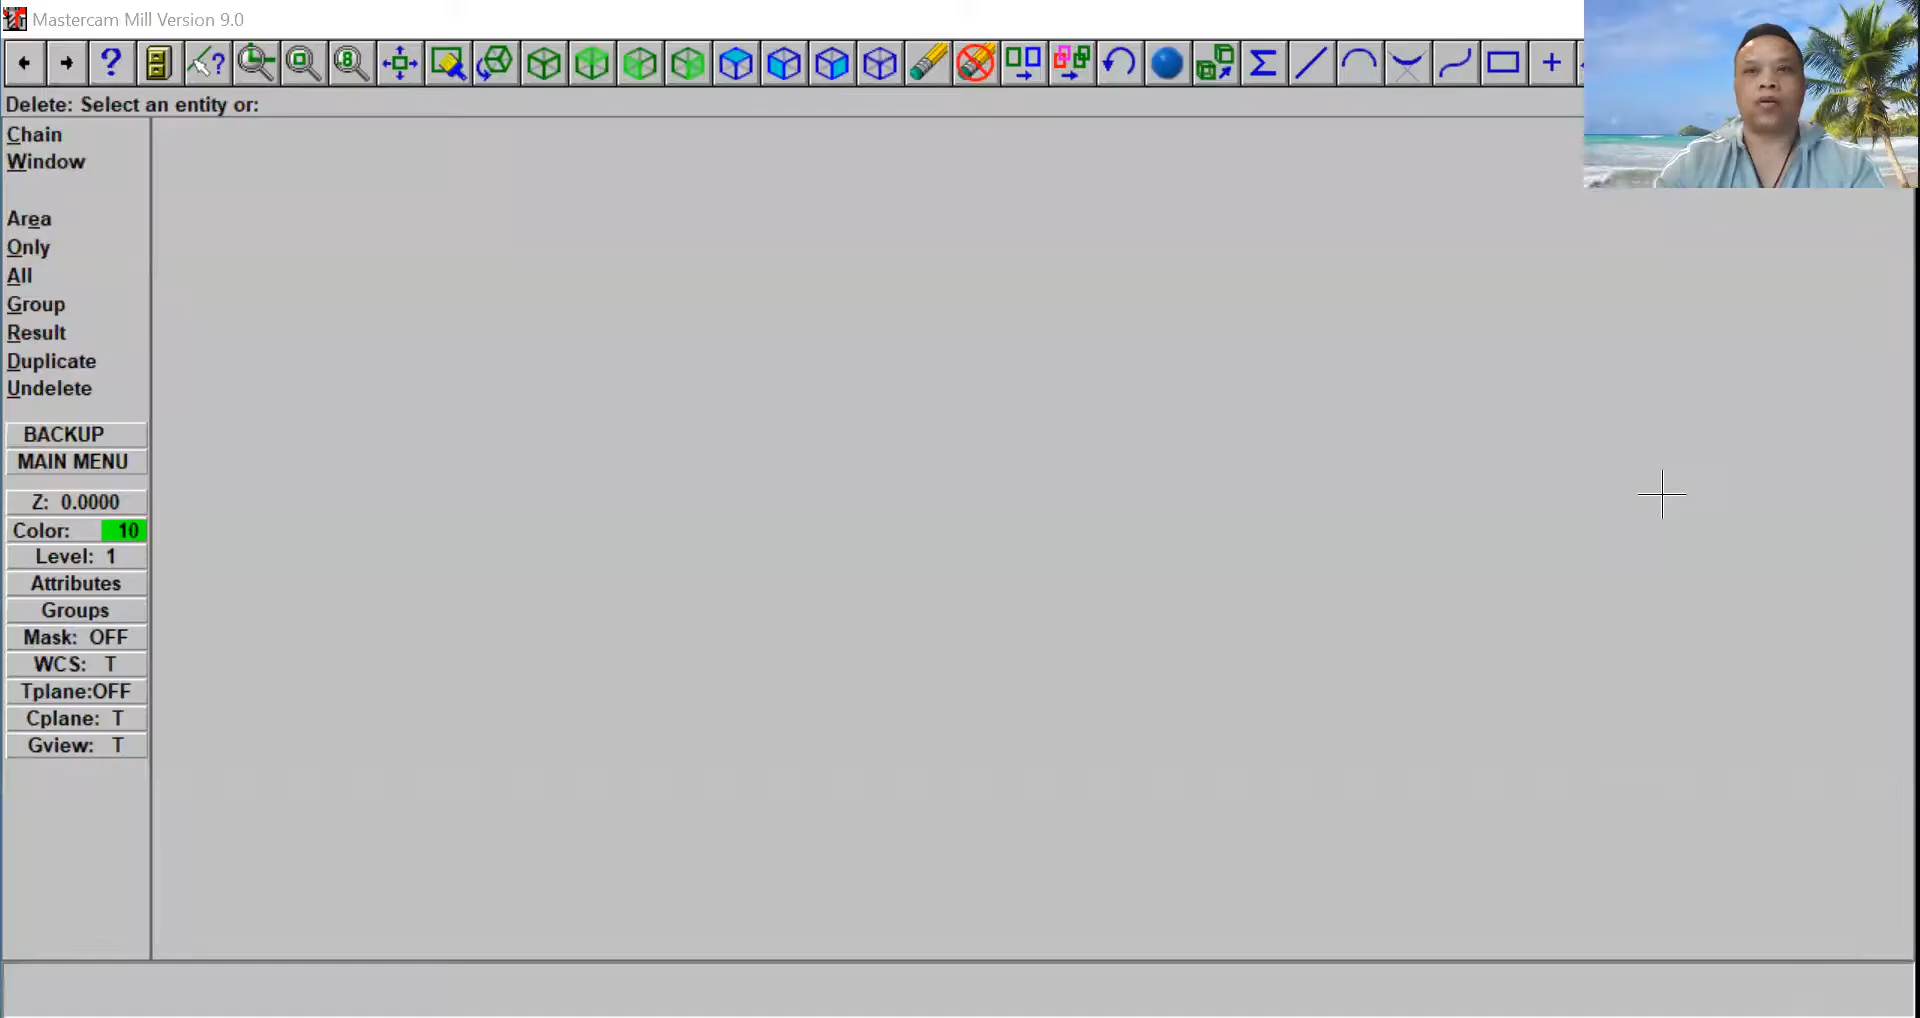 Mastercam Mill Version 9.0
Delete: Select an entity or:
Chain
Window
Area
Only
All
Group
Result
Duplicate
Undelete
BACKUP
MAIN MENU
Z: 0.0000
Color: 10
Level: 1
Attributes
Groups
Mask: OFF
WCS: T
Tplane:OFF
Cplane: T
Gview: T